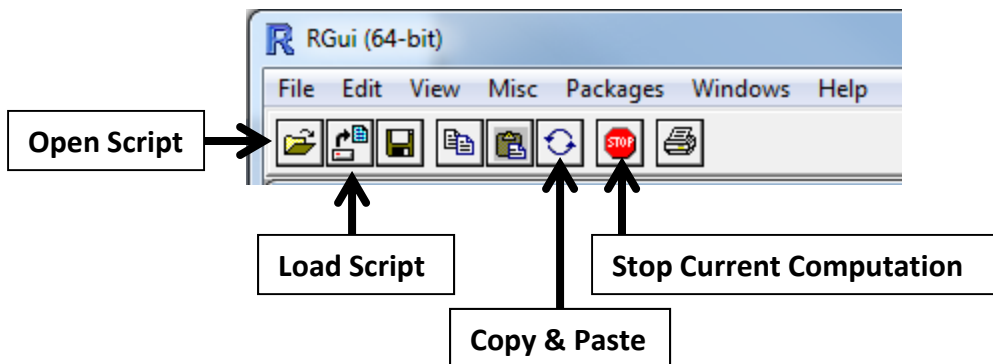 RGui (64-bit)
File Edit View Misc Packages Windows Help
Open Script
STOP
Load Script
Stop Current Computation
Copy & Paste